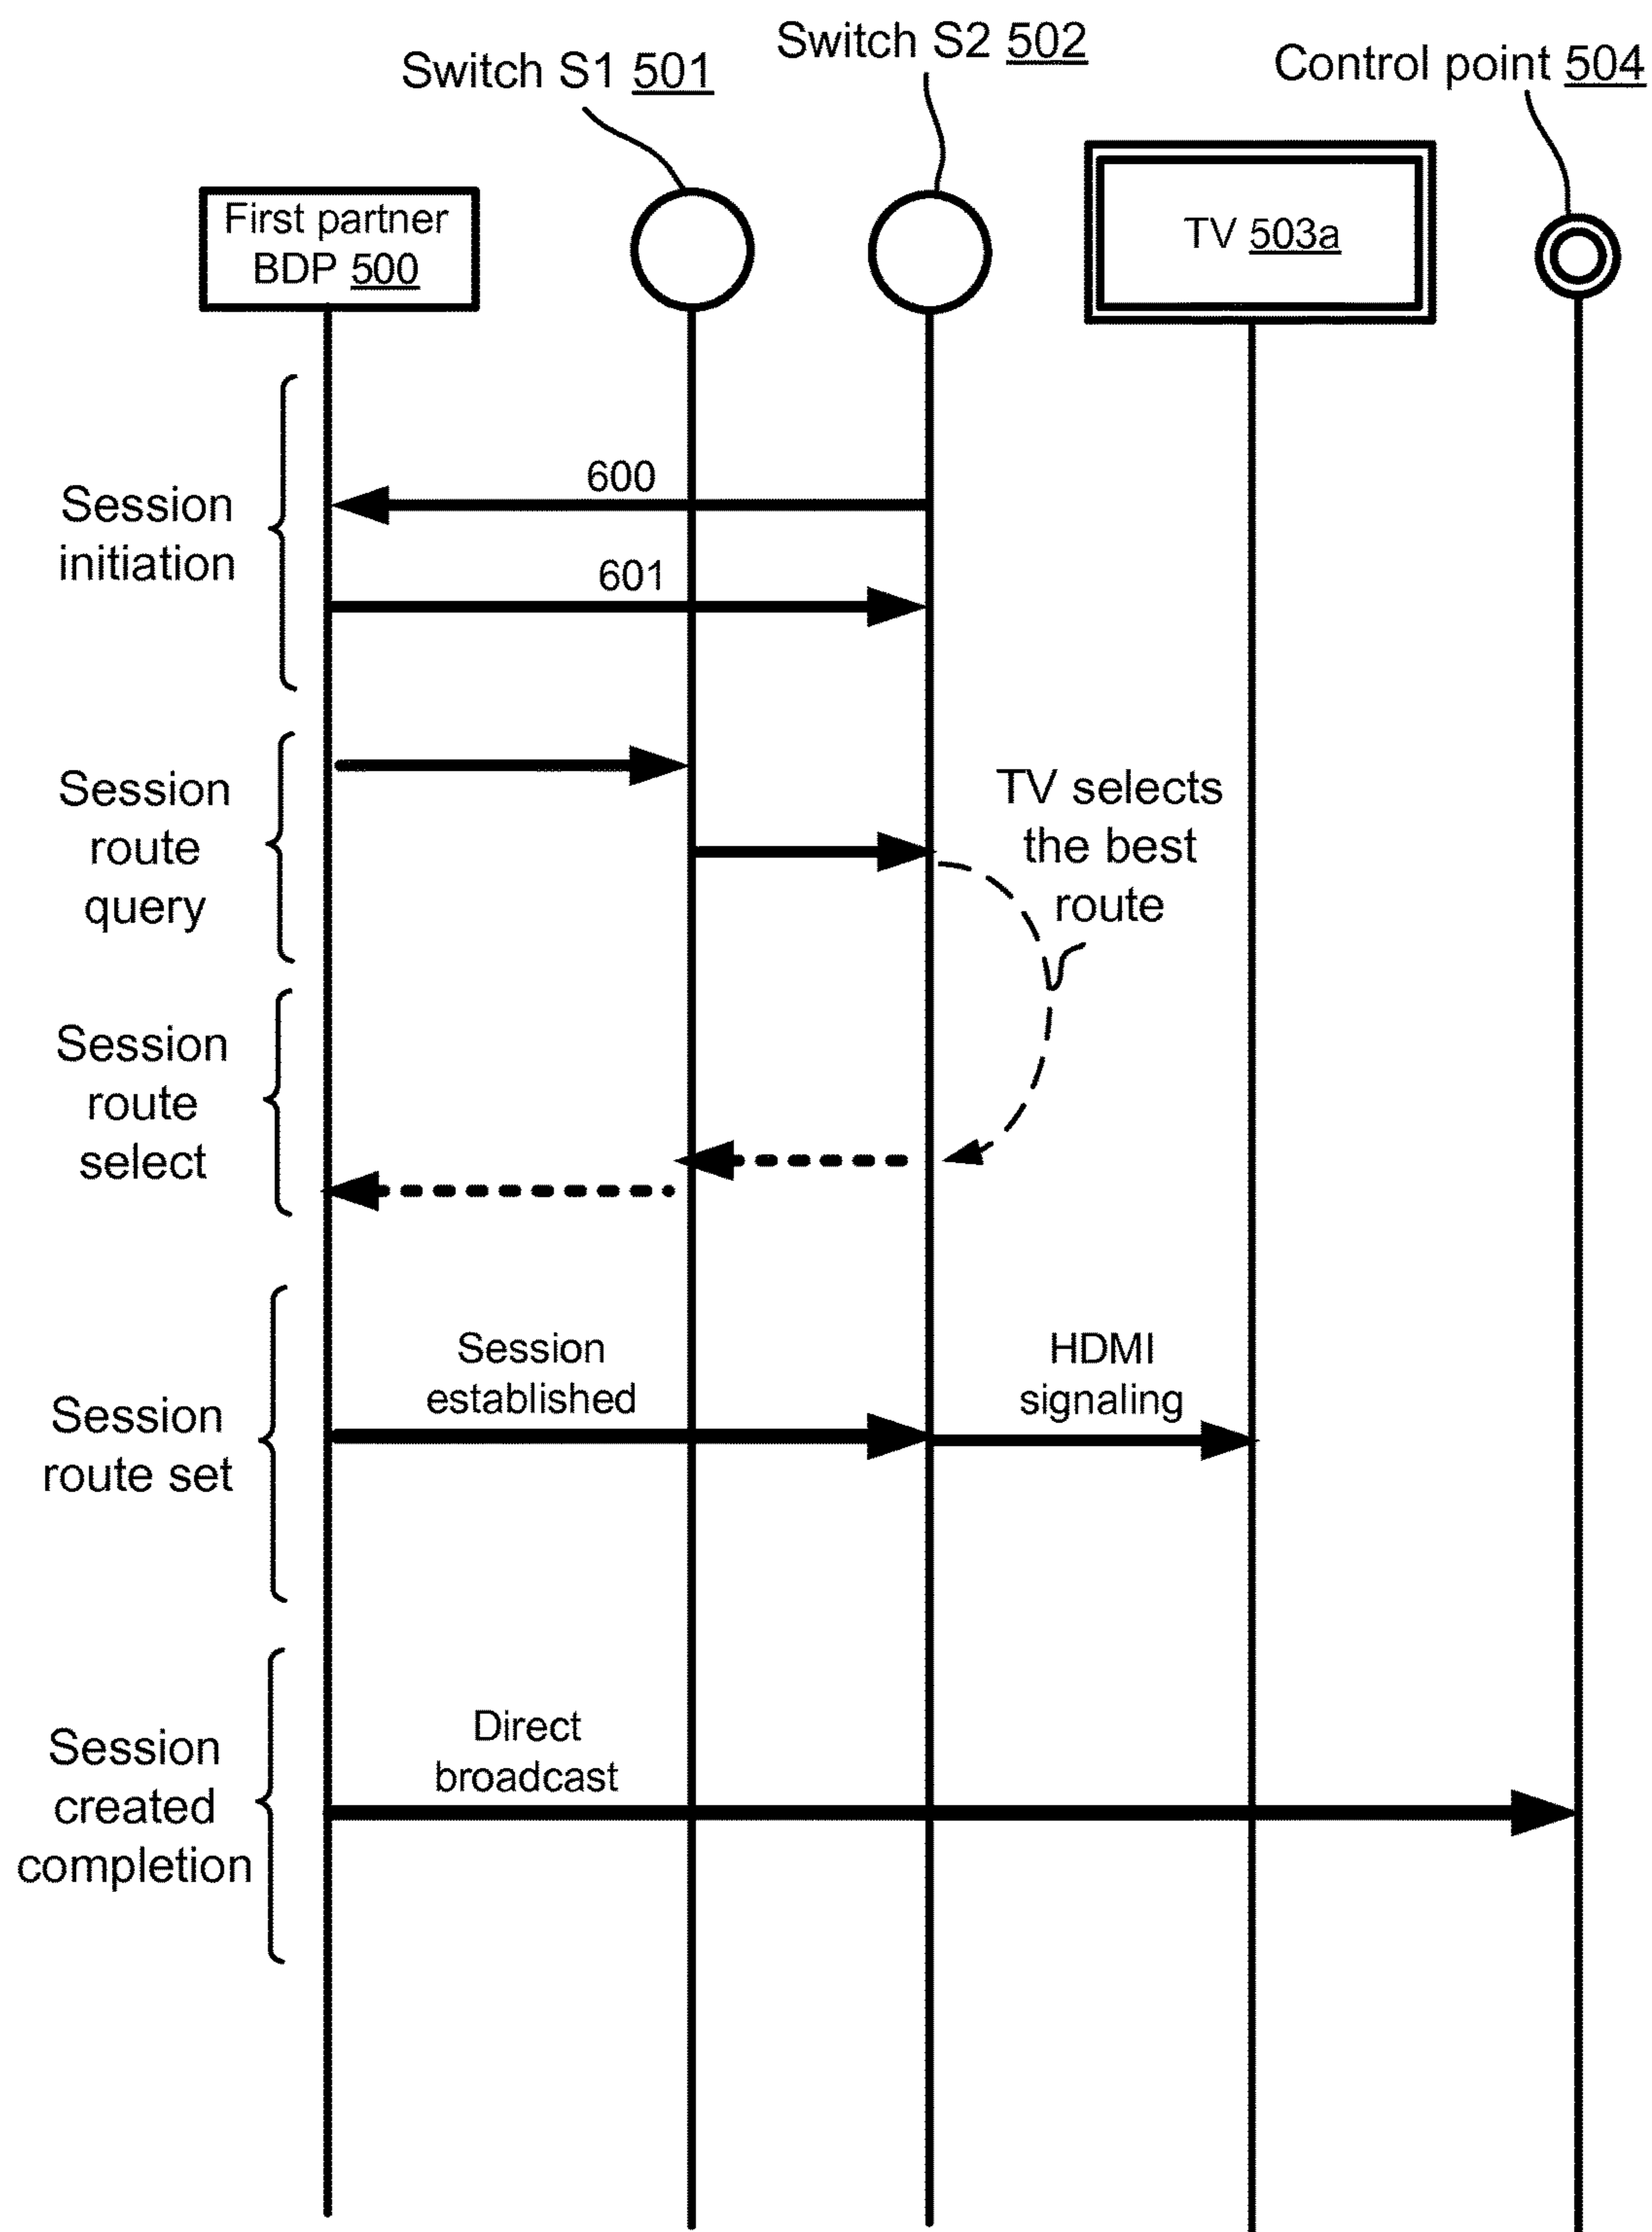 Switch S1 501
Switch S2 502
Control point 504
First partner
BDP 500
TV 503a
Session
initiation
600
601
Session
route
query
TV selects
the best
route
Session
route
select
Session
route set
Session
established
HDMI
signaling
Session
created
completion
Direct
broadcast